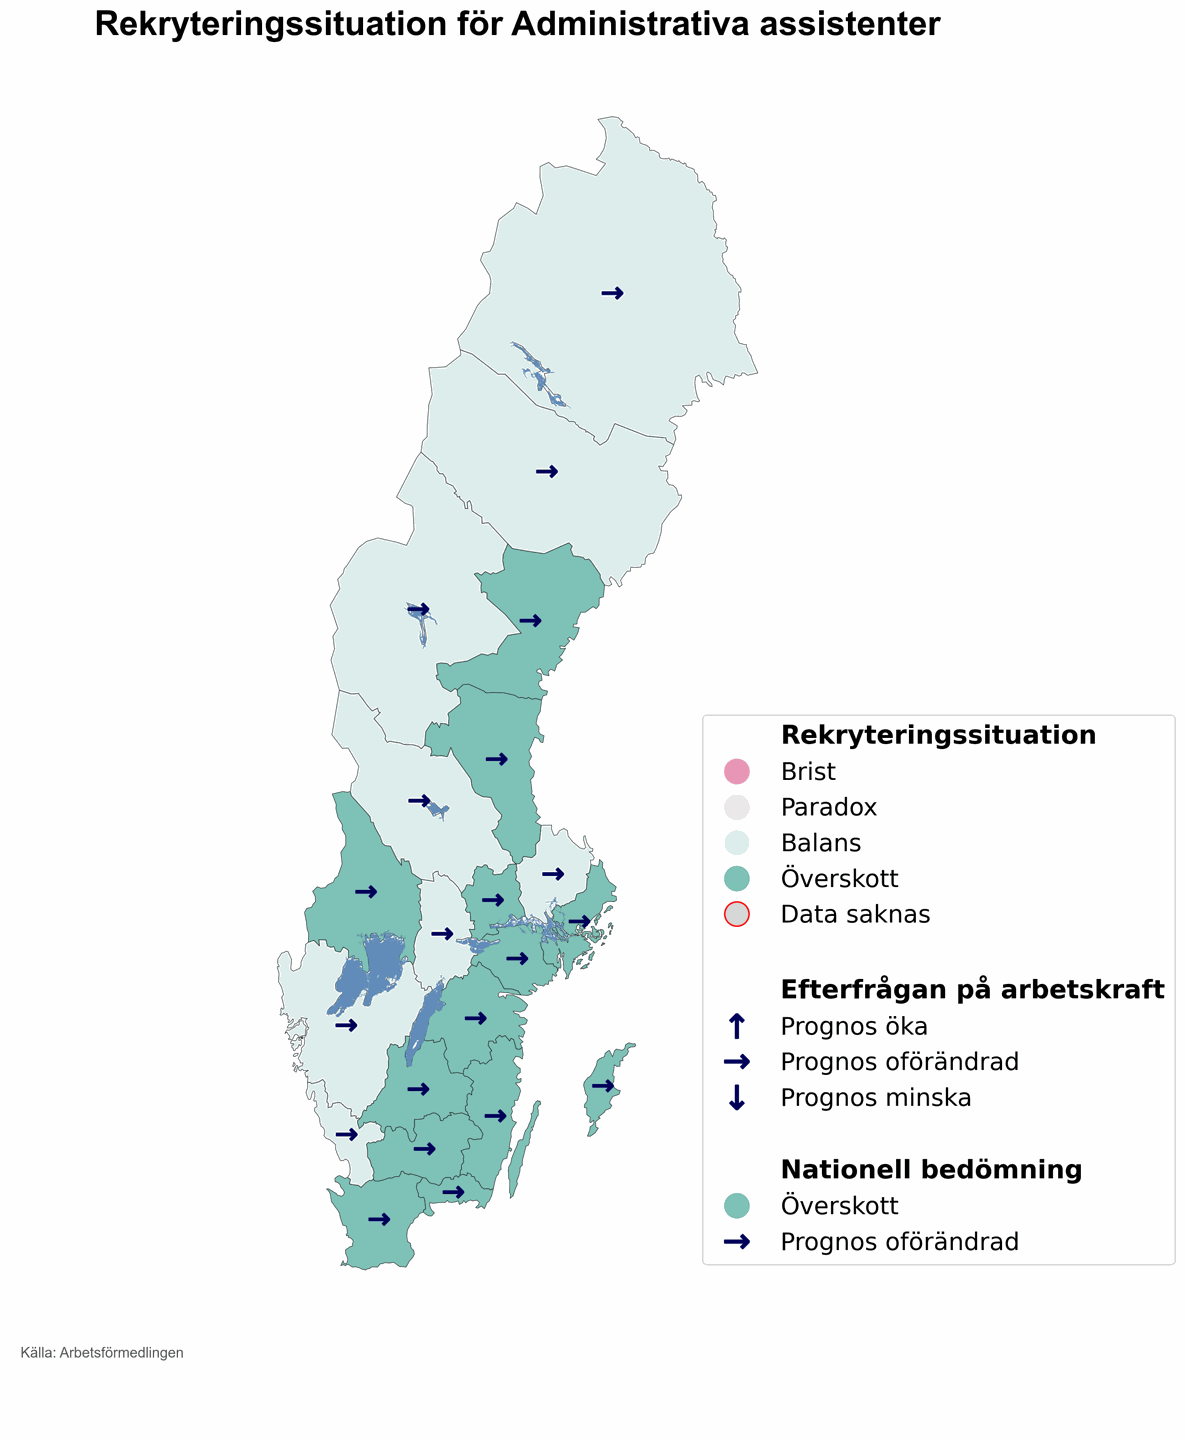 Rekryteringssituation för Administrativa assistenter
Rekryteringssituation
Brist
Paradox
Balans
Överskott
Data saknas
Efterfrågan på arbetskraft
Prognos öka
Prognos oförändrad
Prognos minska
Nationell bedömning
Överskott
Prognos oförändrad
Källa: Arbetsförmedlingen